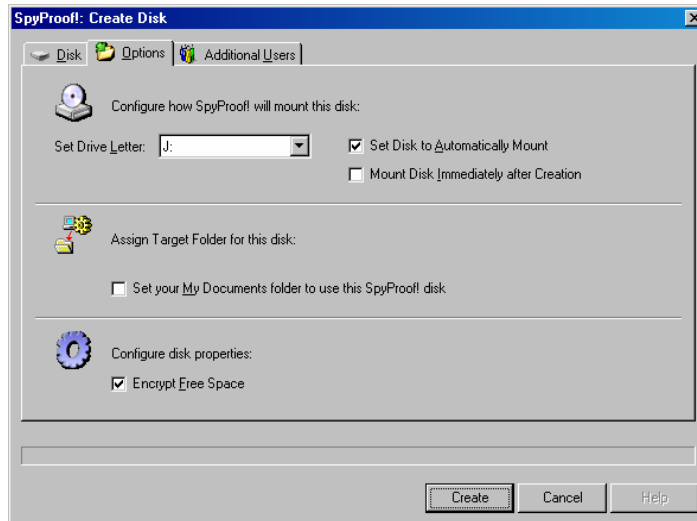 SpyProof!: Create Disk
Disk Options Additional Users
Configure how SpyProof! will mount this disk:
Set Drive Letter: J: Set Disk to Automatically Mount
Mount Disk Immediately after Creation
Assign Target Folder for this disk:
Set your My Documents folder to use this SpyProof! disk
Configure disk properties:
Encrypt Free Space
Create Cancel Help